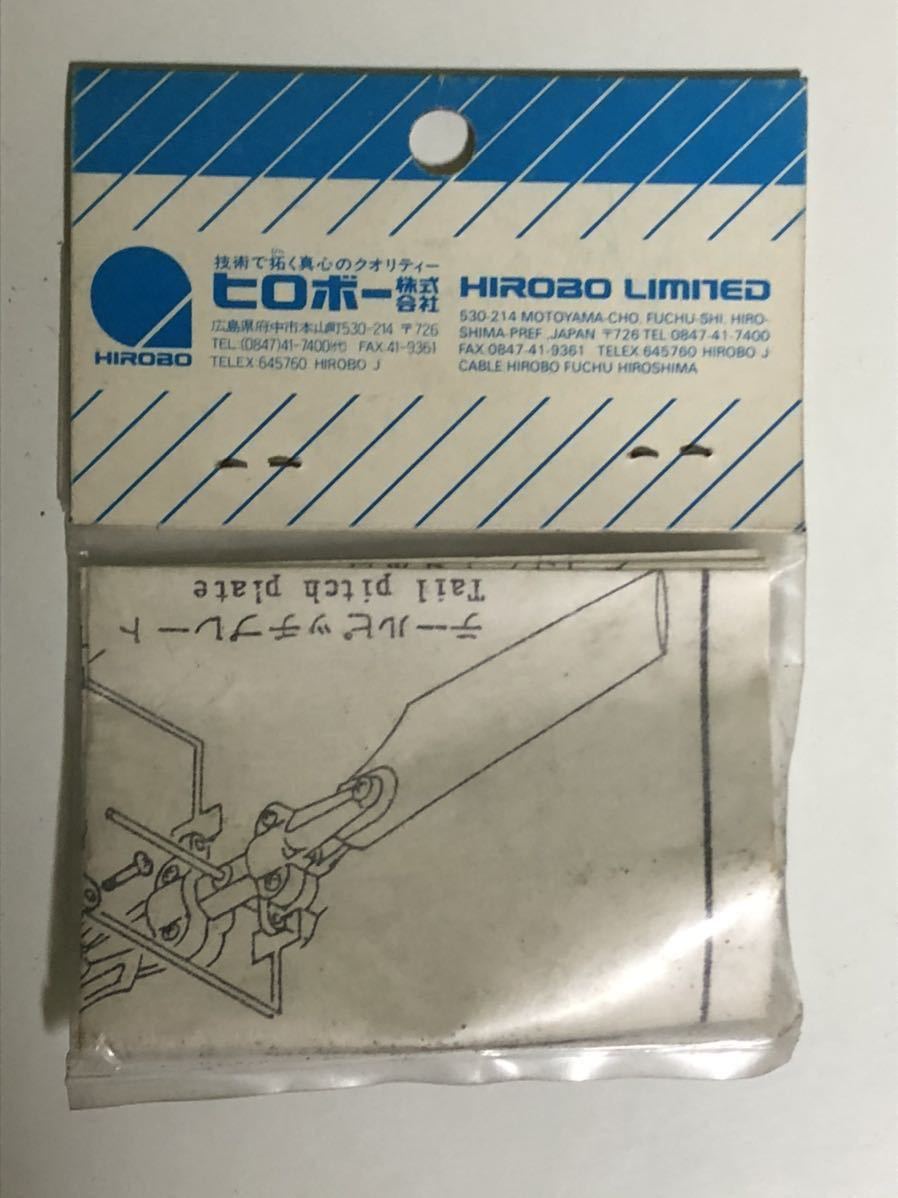 技術で拓く真心のクオリティー
ヒロボー株式会社
広島県府中市本山町530-214 〒726
TEL:(0847)41-7400㈹ FAX.41-9361
TELEX 645760 HIROBO J
HIROBO
HIROBO LIMITED
530-214 MOTOYAMA-CHO, FUCHU-SHI, HIRO-
SHIMA-PREF.,JAPAN. 〒726 TEL 0847-41-7400
FAX.0847-41-9361 TELEX 645760 HIROBO J
CABLE HIROBO FUCHU HIROSHIMA
テールピッチプレート
Tail pitch plate